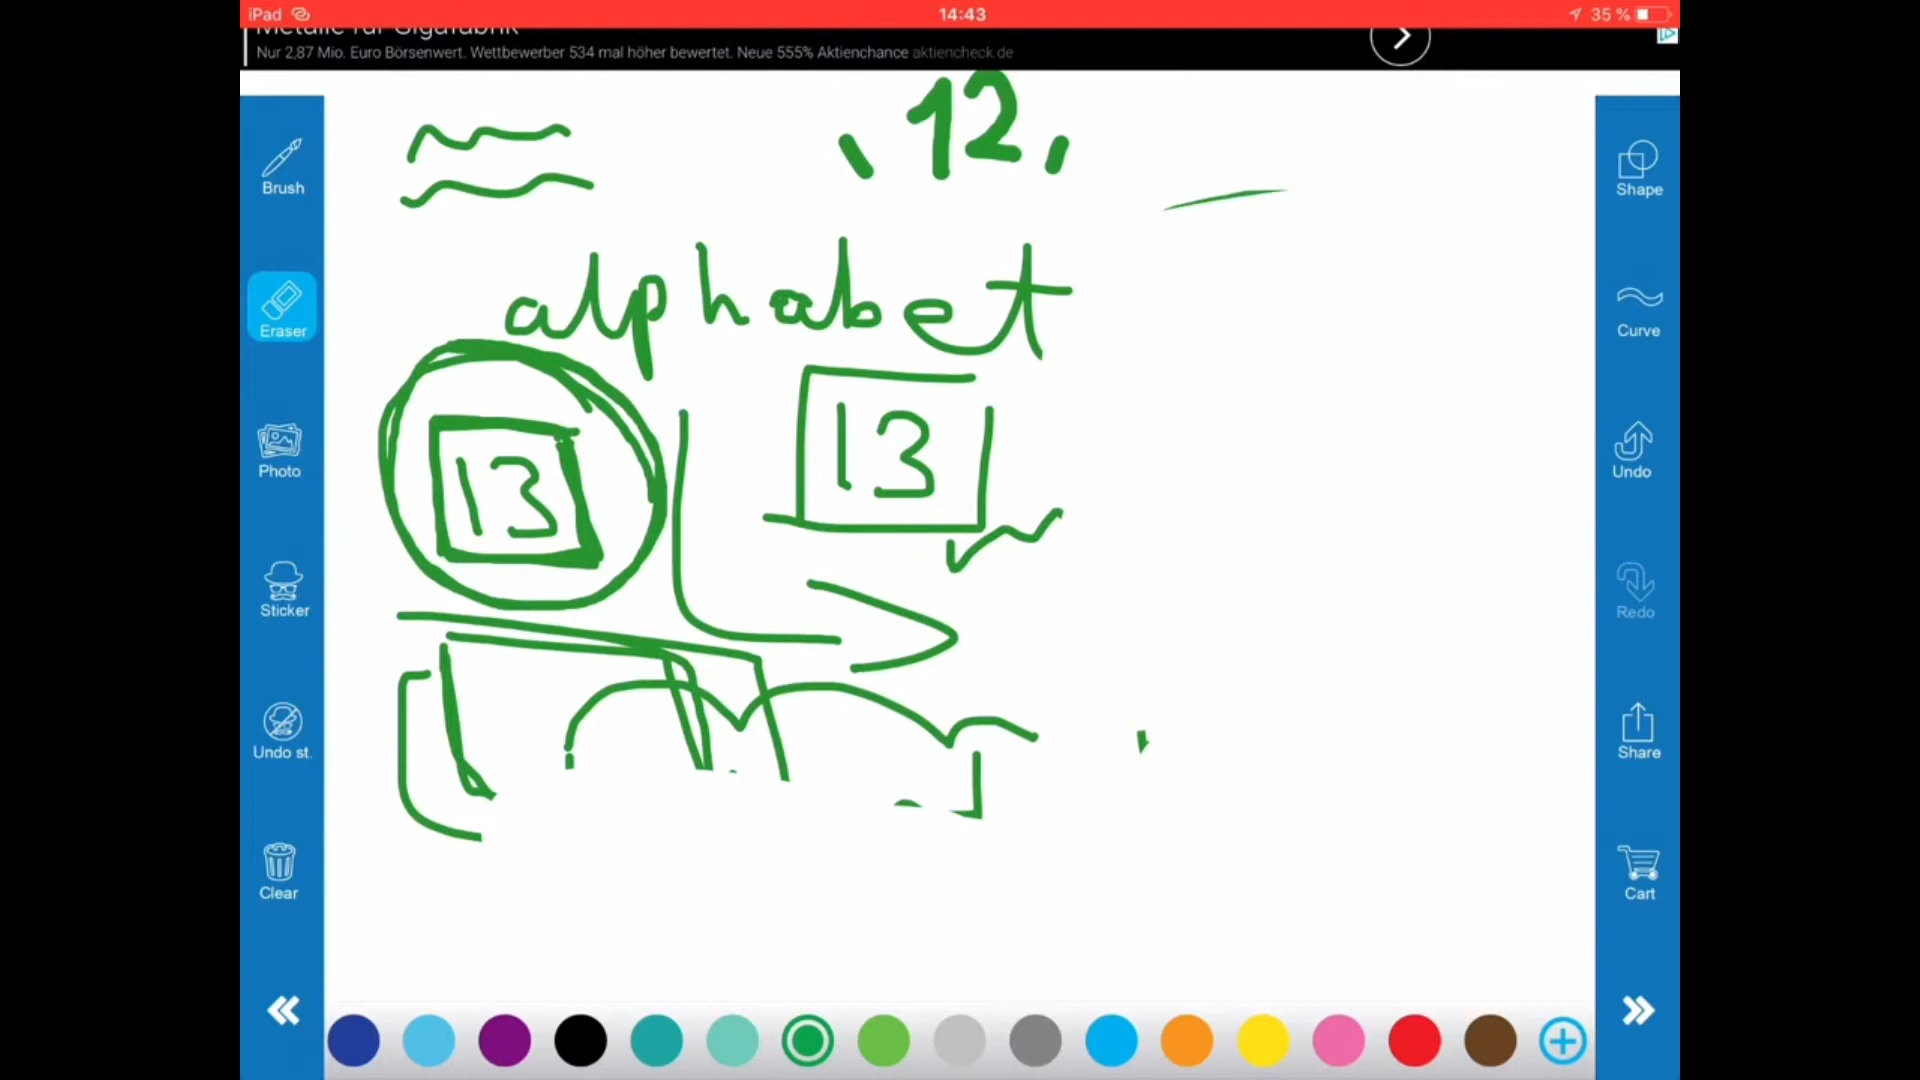 iPad 14:43 35 %
Nur 2,87 Mio. Euro Börsenwert. Wettbewerber 534 mal höher bewertet. Neue 555% Aktienchance aktiencheck.de
12
alphabet
13 13
Brush
Eraser
Photo
Sticker
Undo st.
Clear
Shape
Curve
Undo
Redo
Share
Cart